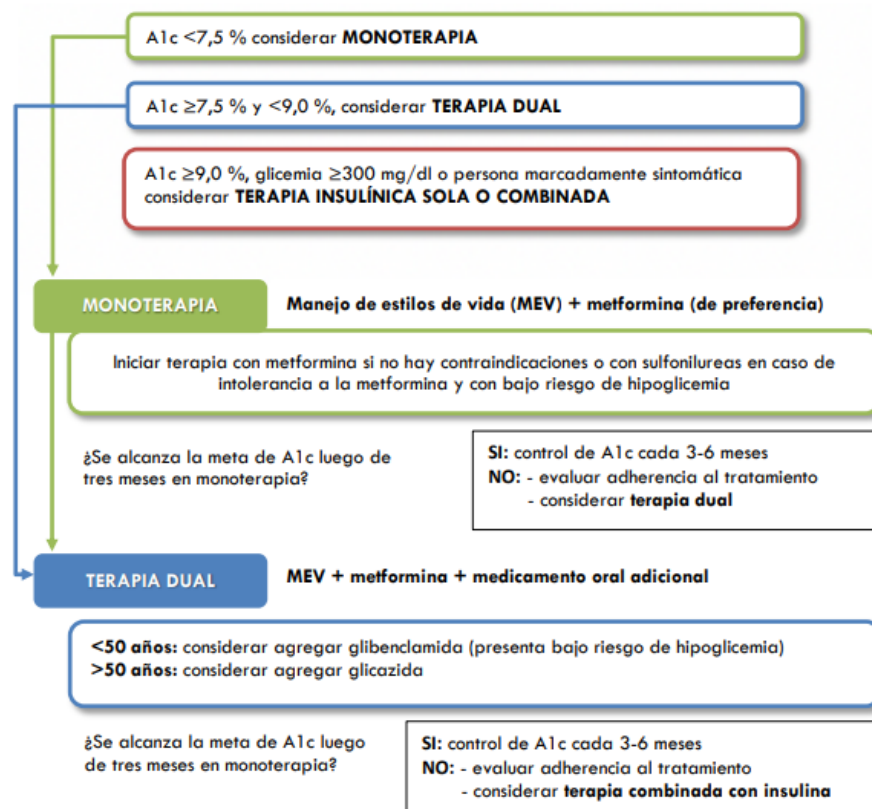 A1c <7,5 % considerar MONOTERAPIA
A1c ≥7,5 % y <9,0 %, considerar TERAPIA DUAL
A1c ≥9,0 %, glicemia ≥300 mg/dl o persona marcadamente sintomática
considerar TERAPIA INSULÍNICA SOLA O COMBINADA
MONOTERAPIA
Manejo de estilos de vida (MEV) + metformina (de preferencia)
Iniciar terapia con metformina si no hay contraindicaciones o con sulfonilureas en caso de
intolerancia a la metformina y con bajo riesgo de hipoglicemia
¿Se alcanza la meta de A1c luego de
tres meses en monoterapia?
SI: control de A1c cada 3-6 meses
NO: - evaluar adherencia al tratamiento
- considerar terapia dual
TERAPIA DUAL
MEV + metformina + medicamento oral adicional
<50 años: considerar agregar glibenclamida (presenta bajo riesgo de hipoglicemia)
>50 años: considerar agregar glicazida
¿Se alcanza la meta de A1c luego
de tres meses en monoterapia?
SI: control de A1c cada 3-6 meses
NO: - evaluar adherencia al tratamiento
- considerar terapia combinada con insulina